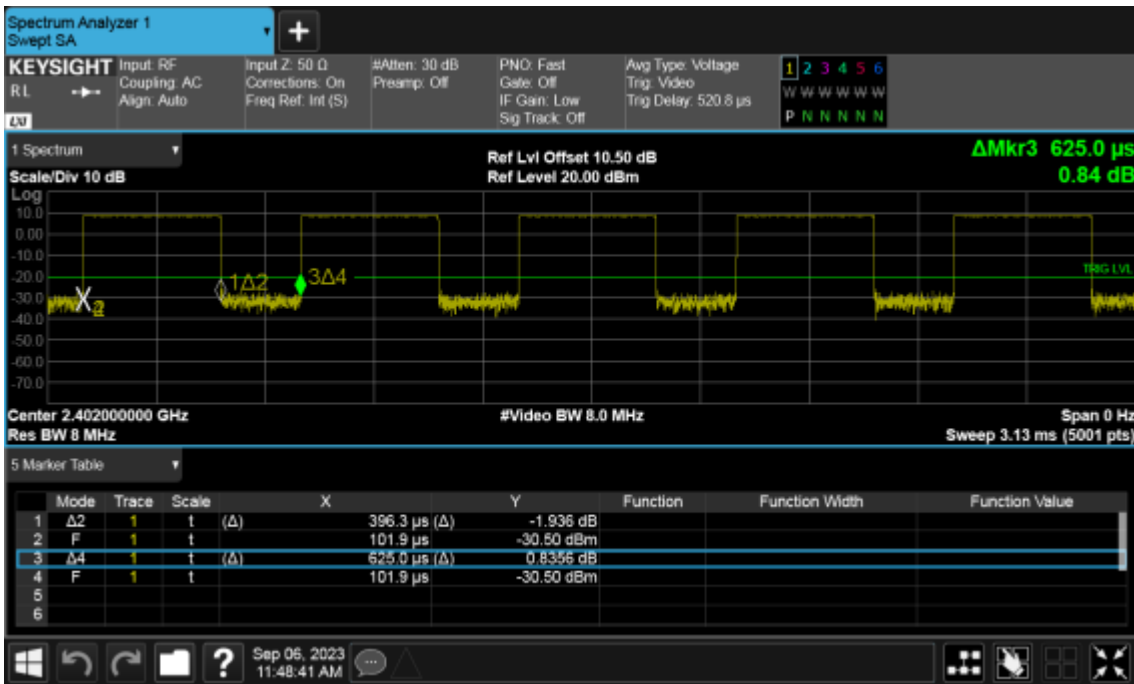 Spectrum Analyzer 1
Swept SA
+
KEYSIGHT
RL
LXI
Input: RF
Coupling: AC
Align: Auto
Input Z: 50 Ω
Corrections: On
Freq Ref: Int (S)
#Atten: 30 dB
Preamp: Off
PNO: Fast
Gate: Off
IF Gain: Low
Sig Track: Off
Avg Type: Voltage
Trig: Video
Trig Delay: 520.8 µs
1 2 3 4 5 6
W W W W W W
P N N N N N
1 Spectrum
Scale/Div 10 dB
Ref Lvl Offset 10.50 dB
Ref Level 20.00 dBm
ΔMkr3 625.0 µs
0.84 dB
Log
10.0
0.00
-10.0
-20.0
-30.0
-40.0
-50.0
-60.0
-70.0
X
1Δ2
3Δ4
TRIG LVL
Center 2.402000000 GHz
#Video BW 8.0 MHz
Span 0 Hz
Res BW 8 MHz
Sweep 3.13 ms (5001 pts)
5 Marker Table
Mode Trace Scale X Y Function Function Width Function Value
1 Δ2 1 t (Δ) 396.3 µs (Δ) -1.936 dB
2 F 1 t 101.9 µs -30.50 dBm
3 Δ4 1 t (Δ) 625.0 µs (Δ) 0.8356 dB
4 F 1 t 101.9 µs -30.50 dBm
5
6
?
Sep 06, 2023
11:48:41 AM